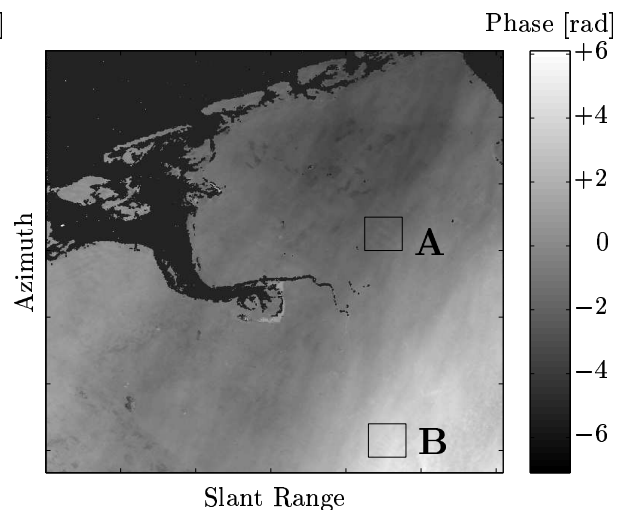 ]
Phase [rad]
+6
+4
+2
0
−2
−4
−6
A
B
Azimuth
Slant Range